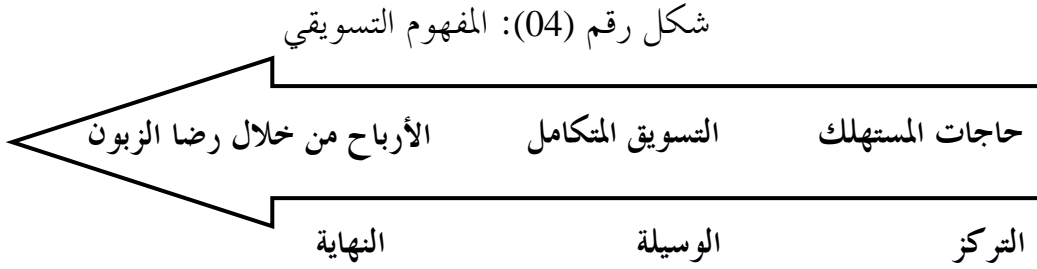 شكل رقم (04): المفهوم التسويقي
حاجات المستهلك التسويق المتكامل الأرباح من خلال رضا الزبون
التركز الوسيلة النهاية